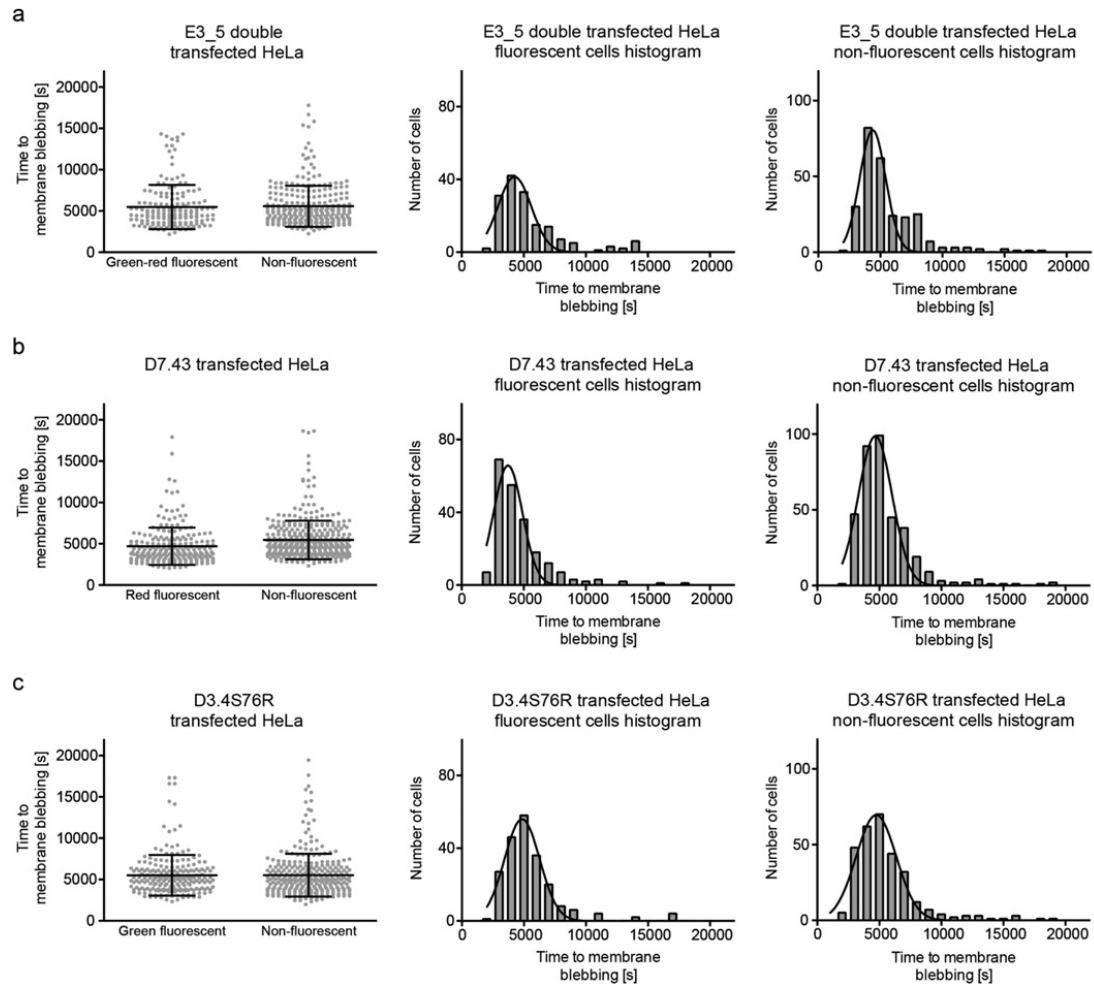 a
E3_5 double
transfected HeLa
Time to
membrane blebbing [s]
20000
15000
10000
5000
0
Green-red fluorescent
Non-fluorescent
E3_5 double transfected HeLa
fluorescent cells histogram
Number of cells
80
40
0
0 5000 10000 15000 20000
Time to membrane
blebbing [s]
E3_5 double transfected HeLa
non-fluorescent cells histogram
Number of cells
100
50
0
0 5000 10000 15000 20000
Time to membrane
blebbing [s]
b
D7.43 transfected HeLa
Time to
membrane blebbing [s]
20000
15000
10000
5000
0
Red fluorescent
Non-fluorescent
D7.43 transfected HeLa
fluorescent cells histogram
Number of cells
80
40
0
0 5000 10000 15000 20000
Time to membrane
blebbing [s]
D7.43 transfected HeLa
non-fluorescent cells histogram
Number of cells
100
50
0
0 5000 10000 15000 20000
Time to membrane
blebbing [s]
c
D3.4S76R
transfected HeLa
Time to
membrane blebbing [s]
20000
15000
10000
5000
0
Green fluorescent
Non-fluorescent
D3.4S76R transfected HeLa
fluorescent cells histogram
Number of cells
80
40
0
0 5000 10000 15000 20000
Time to membrane
blebbing [s]
D3.4S76R transfected HeLa
non-fluorescent cells histogram
Number of cells
100
50
0
0 5000 10000 15000 20000
Time to membrane
blebbing [s]